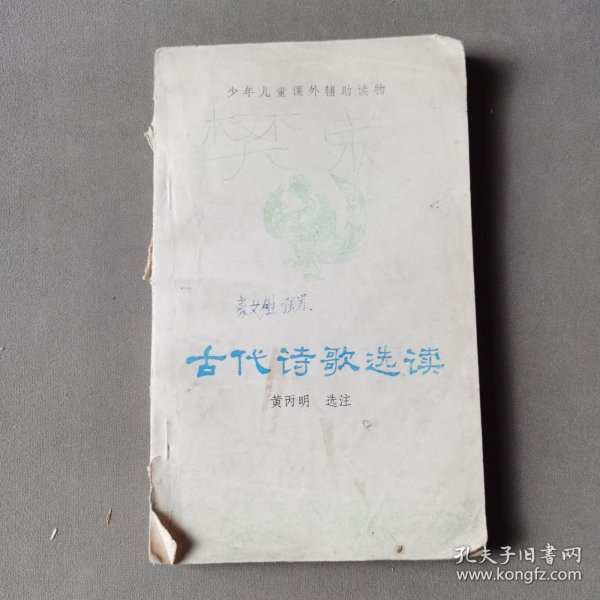 少年儿童课外辅助读物
樊
古代诗歌选读
黄丙明 选注
孔夫子旧书网
www.kongfz.com